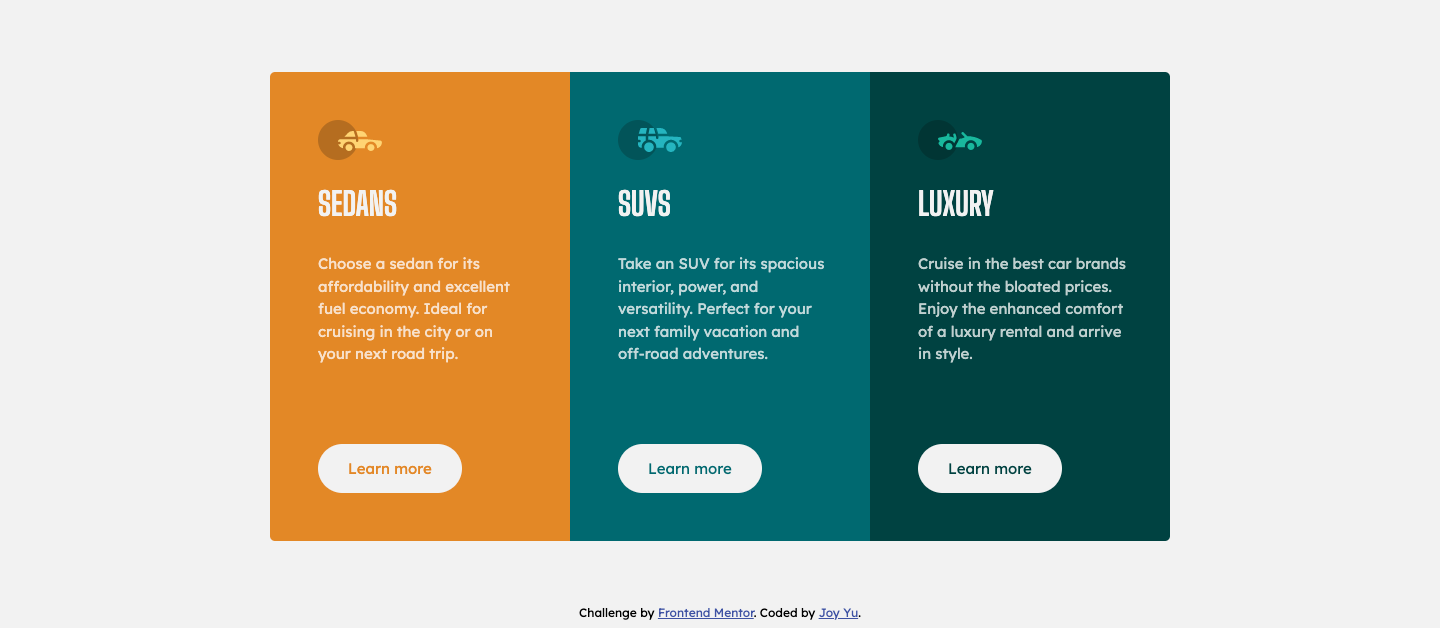 SEDANS
Choose a sedan for its
affordability and excellent
fuel economy. Ideal for
cruising in the city or on
your next road trip.
Learn more
SUVS
Take an SUV for its spacious
interior, power, and
versatility. Perfect for your
next family vacation and
off-road adventures.
Learn more
LUXURY
Cruise in the best car brands
without the bloated prices.
Enjoy the enhanced comfort
of a luxury rental and arrive
in style.
Learn more
Challenge by Frontend Mentor. Coded by Joy Yu.